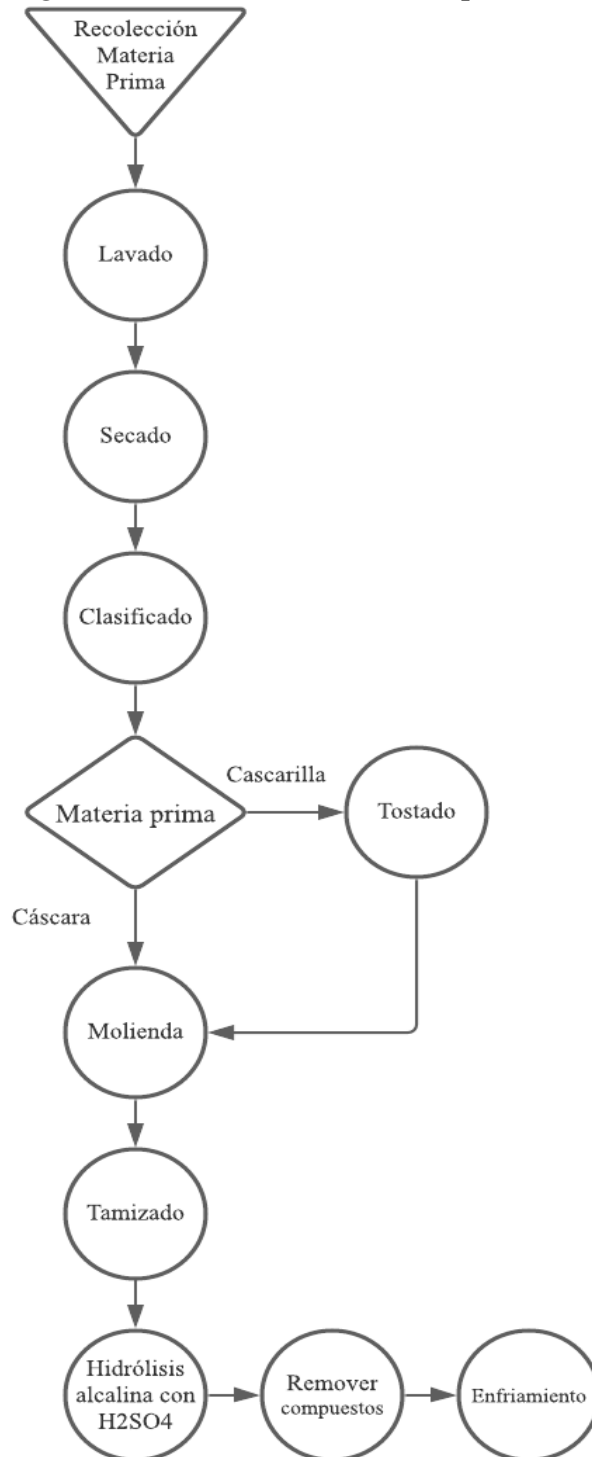 Recolección
Materia
Prima
Lavado
Secado
Clasificado
Materia prima
Cascarilla
Tostado
Cáscara
Molienda
Tamizado
Hidrólisis
alcalina con
H2SO4
Remover
compuestos
Enfriamiento